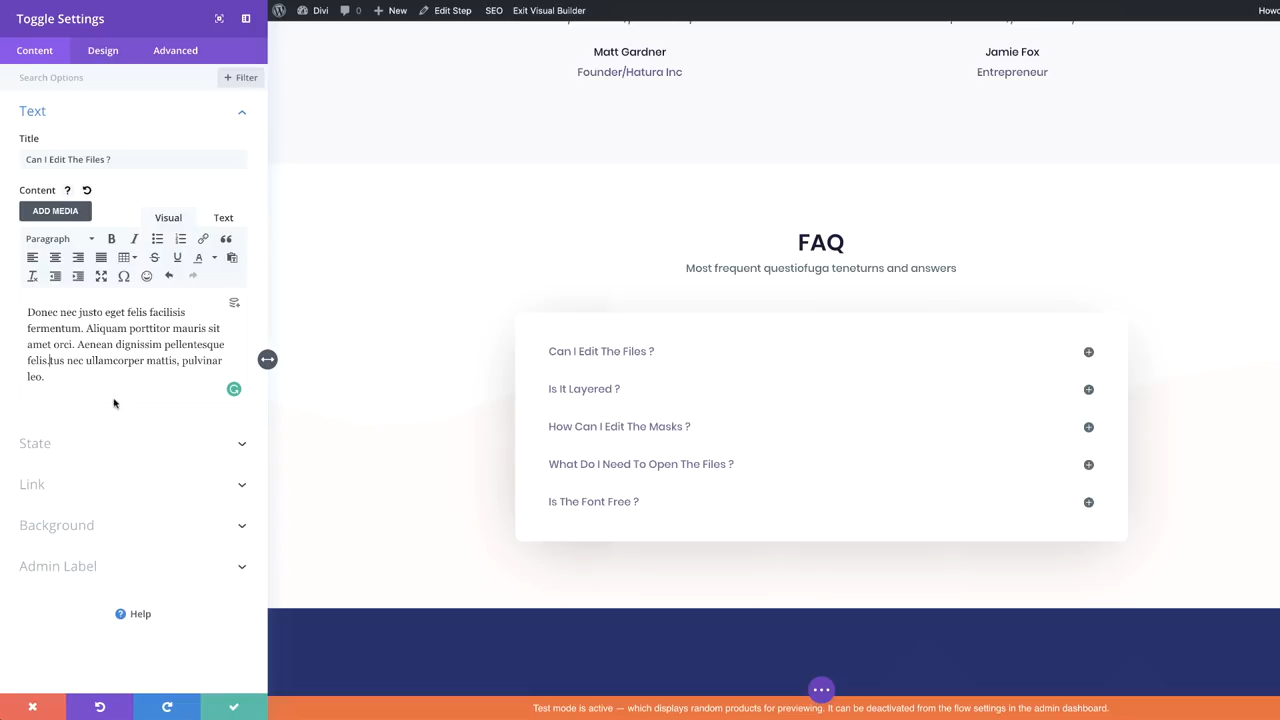 Toggle Settings
Divi 0 New Edit Step SEO Exit Visual Builder Howd
Content Design Advanced
Search Options + Filter
Text
Title
Can I Edit The Files ?
Content ?
ADD MEDIA Visual Text
Paragraph B I
Donec nec justo eget felis facilisis
fermentum. Aliquam porttitor mauris sit
amet orci. Aenean dignissim pellentesque
felis.tus nec ullamcorper mattis, pulvinar
leo.
State
Link
Background
Admin Label
? Help
Matt Gardner
Founder/Hatura Inc
Jamie Fox
Entrepreneur
FAQ
Most frequent questiofuga teneturns and answers
Can I Edit The Files ?
Is It Layered ?
How Can I Edit The Masks ?
What Do I Need To Open The Files ?
Is The Font Free ?
Test mode is active — which displays random products for previewing. It can be deactivated from the flow settings in the admin dashboard.